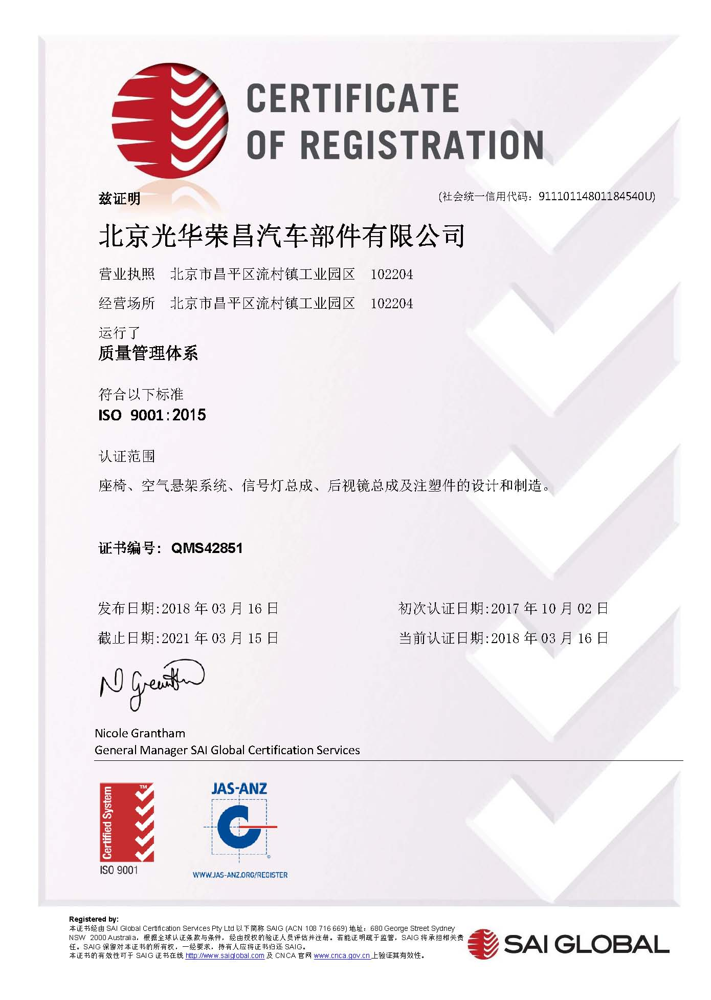 CERTIFICATE
OF REGISTRATION
兹证明
(社会统一信用代码：91110114801184540U)
北京光华荣昌汽车部件有限公司
营业执照 北京市昌平区流村镇工业园区 102204
经营场所 北京市昌平区流村镇工业园区 102204
运行了
质量管理体系
符合以下标准
ISO 9001:2015
认证范围
座椅、空气悬架系统、信号灯总成、后视镜总成及注塑件的设计和制造。
证书编号: QMS42851
发布日期:2018 年 03 月 16 日
初次认证日期:2017 年 10 月 02 日
截止日期:2021 年 03 月 15 日
当前认证日期:2018 年 03 月 16 日
N Grantham
Nicole Grantham
General Manager SAI Global Certification Services
Certified System
TM
ISO 9001
JAS-ANZ
®
WWW.JAS-ANZ.ORG/REGISTER
Registered by:
本证书经由 SAI Global Certification Services Pty Ltd 以下简称 SAIG (ACN 108 716 669) 地址：680 George Street Sydney
NSW 2000 Australia，根据全球认证条款与条件，经由授权的验证人员评估并注册。若能证明疏于监管，SAIG 将承担相关责
任。SAIG 保留对本证书的所有权，一经要求，持有人应将证书归还 SAIG。
本证书的有效性可于 SAIG 证书在线 http://www.saiglobal.com 及 CNCA 官网 www.cnca.gov.cn 上验证其有效性。
SAI GLOBAL